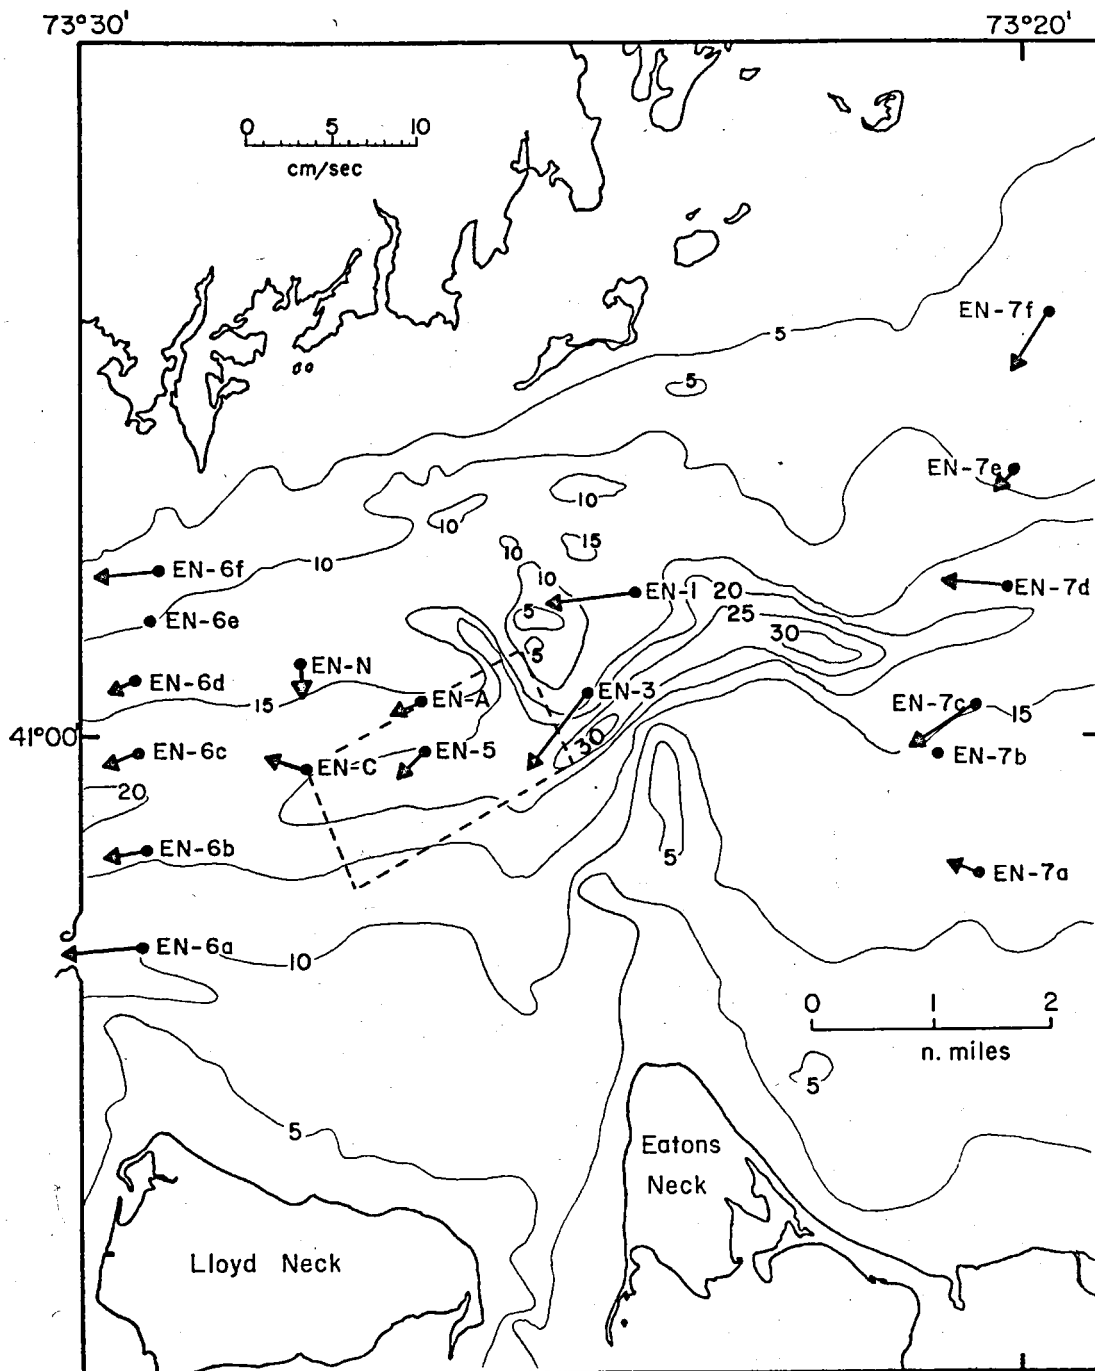 73°30' 73°20'
0 5 10
cm/sec
EN-7f
5
5
EN-7e
10
10
10
15
10
10
EN-6f
EN-1
20
EN-7d
5
25
EN-6e
30
5
EN-N
EN-6d
EN-A
EN-3
15
EN-7c
15
41°00'
30
EN-6c
EN-C
EN-5
EN-7b
20
EN-6b
5
EN-7a
EN-6a
10
0 1 2
n. miles
5
5
Eatons
Neck
Lloyd Neck